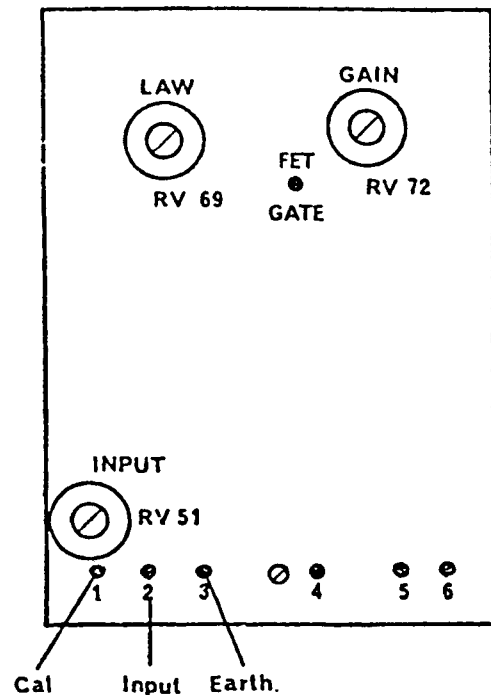 LAW
GAIN
FET
GATE
RV 69
RV 72
INPUT
RV 51
1 2 3 4 5 6
Cal Input Earth.